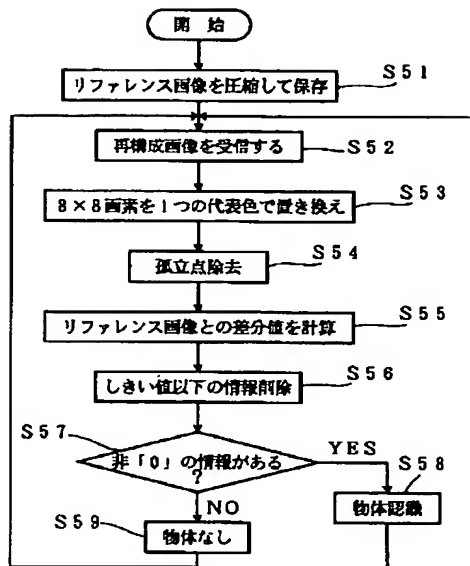 開 始
リファレンス画像を圧縮して保存
S51
再構成画像を受信する
S52
8×8画素を1つの代表色で置き換え
S53
孤立点除去
S54
リファレンス画像との差分値を計算
S55
しきい値以下の情報削除
S56
S57
非「0」の情報がある
?
YES
S58
物体認識
NO
S59
物体なし